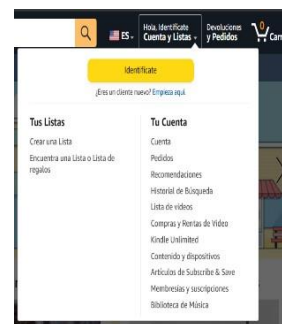 ES
Hola, Identifícate
Cuenta y Listas
Devoluciones
y Pedidos
0
Carr
Identifícate
¿Eres un cliente nuevo? Empieza aquí.
Tus Listas
Crear una Lista
Encuentra una Lista o Lista de
regalos
Tu Cuenta
Cuenta
Pedidos
Recomendaciones
Historial de Búsqueda
Lista de videos
Compras y Rentas de Video
Kindle Unlimited
Contenido y dispositivos
Artículos de Subscribe & Save
Membresías y suscripciones
Biblioteca de Música